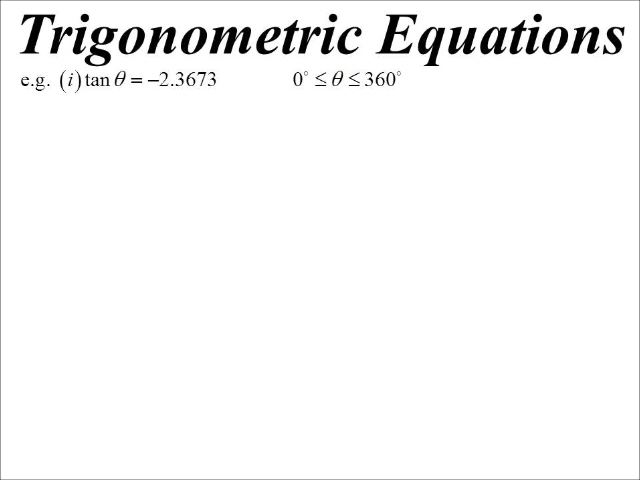 Trigonometric Equations
e.g. (i) tan θ = −2.3673 0° ≤ θ ≤ 360°